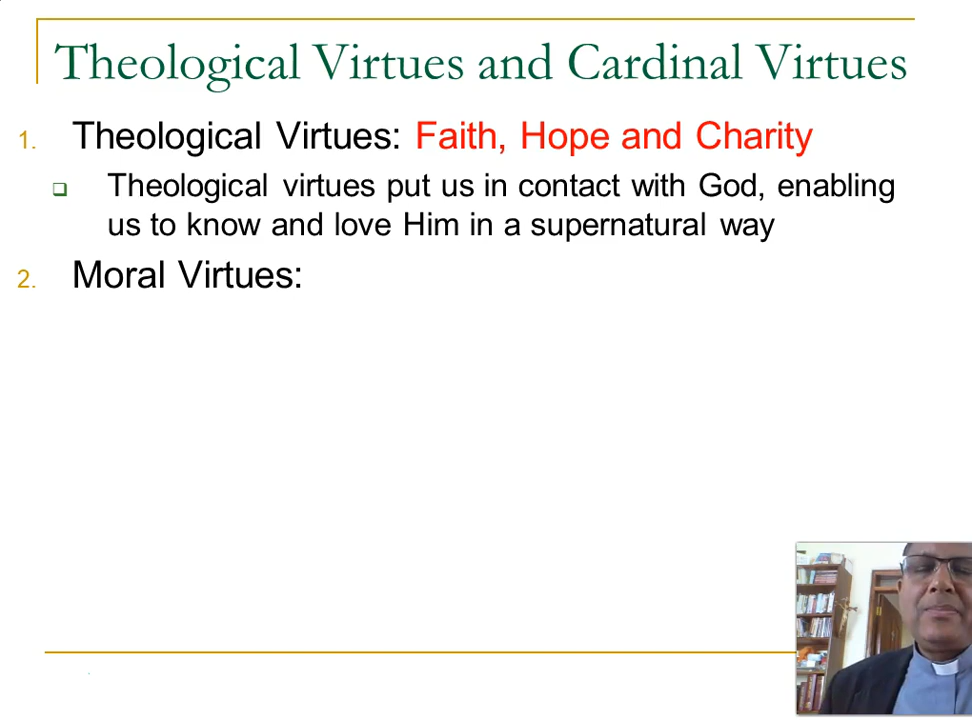 Theological Virtues and Cardinal Virtues
1. Theological Virtues: Faith, Hope and Charity
Theological virtues put us in contact with God, enabling
us to know and love Him in a supernatural way
2. Moral Virtues: